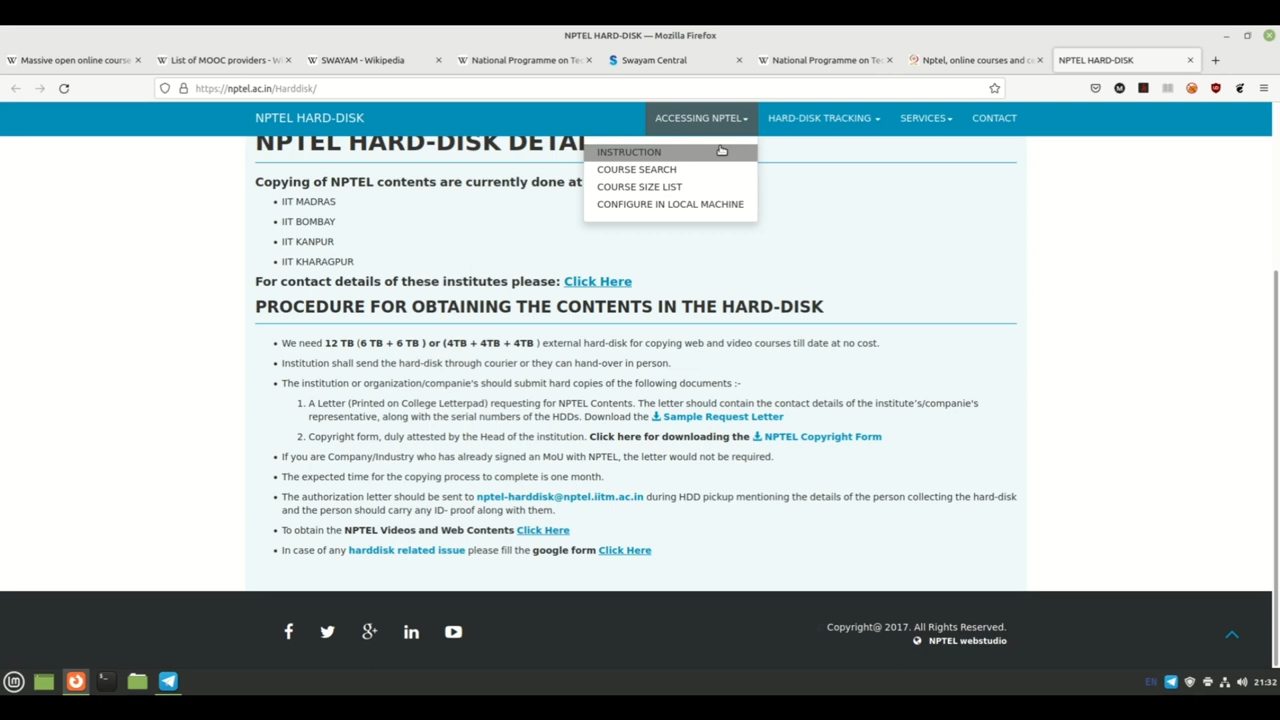 NPTEL HARD-DISK — Mozilla Firefox
Massive open online course
List of MOOC providers - Wi
SWAYAM - Wikipedia
National Programme on Tec
Swayam Central
National Programme on Tec
Nptel, online courses and ce
NPTEL HARD-DISK
https://nptel.ac.in/Harddisk/
NPTEL HARD-DISK
ACCESSING NPTEL
HARD-DISK TRACKING
SERVICES
CONTACT
NPTEL HARD-DISK DETAI
INSTRUCTION
COURSE SEARCH
COURSE SIZE LIST
CONFIGURE IN LOCAL MACHINE
Copying of NPTEL contents are currently done at
• IIT MADRAS
• IIT BOMBAY
• IIT KANPUR
• IIT KHARAGPUR
For contact details of these institutes please: Click Here
PROCEDURE FOR OBTAINING THE CONTENTS IN THE HARD-DISK
• We need 12 TB (6 TB + 6 TB ) or (4TB + 4TB + 4TB ) external hard-disk for copying web and video courses till date at no cost.
• Institution shall send the hard-disk through courier or they can hand-over in person.
• The institution or organization/companie's should submit hard copies of the following documents :-
1. A Letter (Printed on College Letterpad) requesting for NPTEL Contents. The letter should contain the contact details of the institute's/companie's
representative, along with the serial numbers of the HDDs. Download the Sample Request Letter
2. Copyright form, duly attested by the Head of the institution. Click here for downloading the NPTEL Copyright Form
• If you are Company/Industry who has already signed an MoU with NPTEL, the letter would not be required.
• The expected time for the copying process to complete is one month.
• The authorization letter should be sent to nptel-harddisk@nptel.iitm.ac.in during HDD pickup mentioning the details of the person collecting the hard-disk
and the person should carry any ID- proof along with them.
• To obtain the NPTEL Videos and Web Contents Click Here
• In case of any harddisk related issue please fill the google form Click Here
Copyright@ 2017. All Rights Reserved.
NPTEL webstudio
EN
21:32